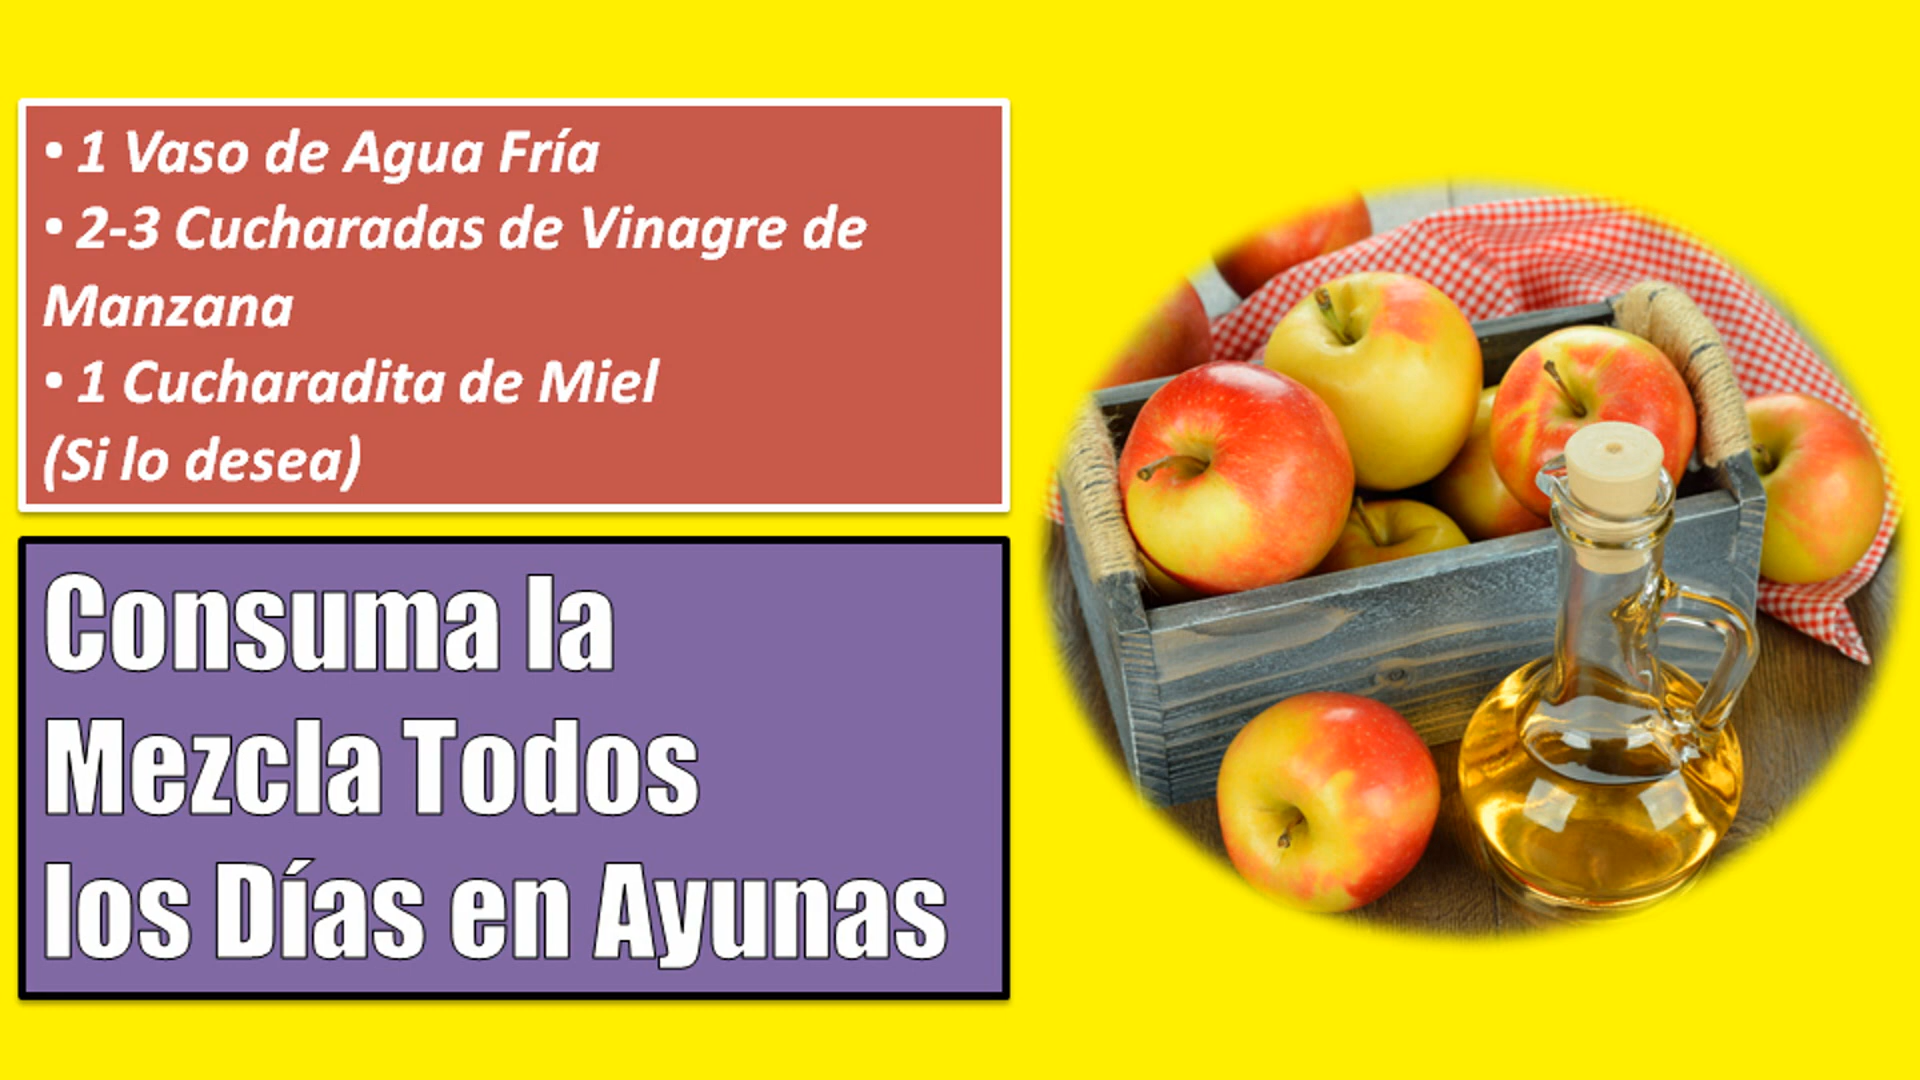 • 1 Vaso de Agua Fría
• 2-3 Cucharadas de Vinagre de
Manzana
• 1 Cucharadita de Miel
(Si lo desea)
Consuma la
Mezcla Todos
los Días en Ayunas